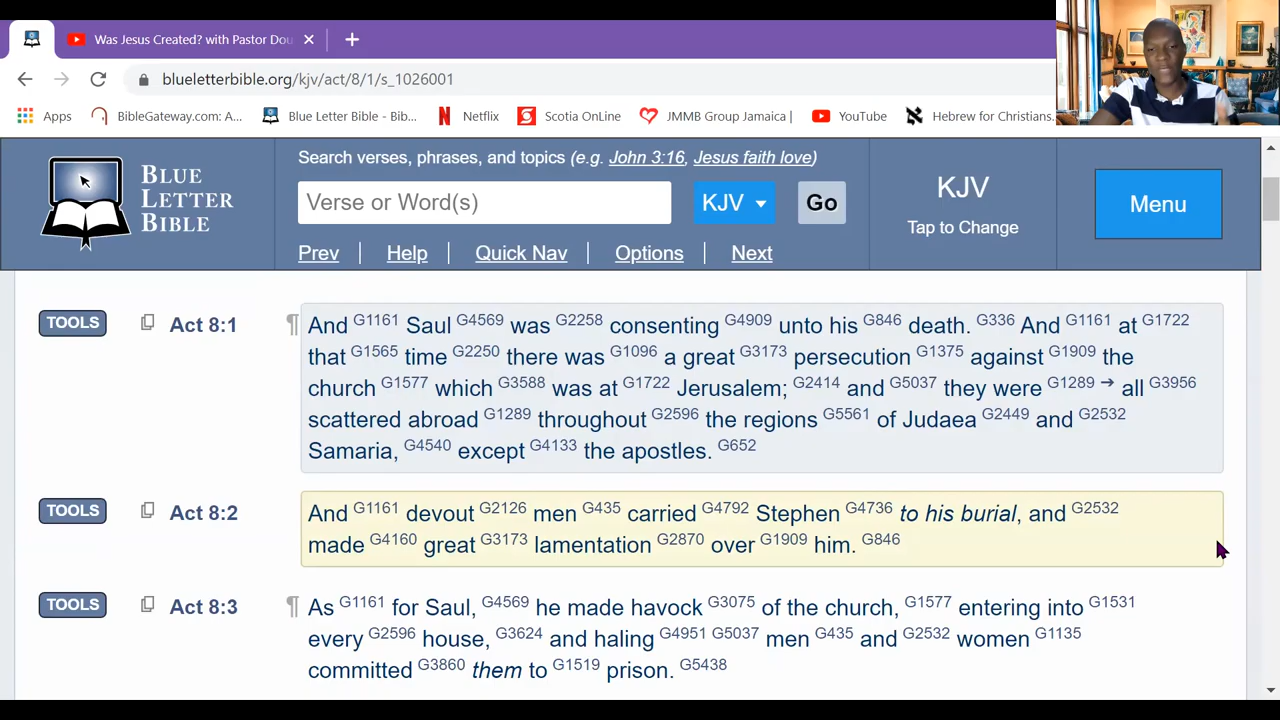 Was Jesus Created? with Pastor Dou
blueletterbible.org/kjv/act/8/1/s_1026001
Apps BibleGateway.com: A... Blue Letter Bible - Bib... Netflix Scotia OnLine JMMB Group Jamaica | YouTube Hebrew for Christians.
BLUE
LETTER
BIBLE
Search verses, phrases, and topics (e.g. John 3:16, Jesus faith love)
Verse or Word(s) KJV Go
Prev | Help | Quick Nav | Options | Next
KJV
Tap to Change
Menu
TOOLS Act 8:1 ¶ And G1161 Saul G4569 was G2258 consenting G4909 unto his G846 death. G336 And G1161 at G1722
that G1565 time G2250 there was G1096 a great G3173 persecution G1375 against G1909 the
church G1577 which G3588 was at G1722 Jerusalem; G2414 and G5037 they were G1289 → all G3956
scattered abroad G1289 throughout G2596 the regions G5561 of Judaea G2449 and G2532
Samaria, G4540 except G4133 the apostles. G652
TOOLS Act 8:2 And G1161 devout G2126 men G435 carried G4792 Stephen G4736 to his burial, and G2532
made G4160 great G3173 lamentation G2870 over G1909 him. G846
TOOLS Act 8:3 ¶ As G1161 for Saul, G4569 he made havock G3075 of the church, G1577 entering into G1531
every G2596 house, G3624 and haling G4951 G5037 men G435 and G2532 women G1135
committed G3860 them to G1519 prison. G5438